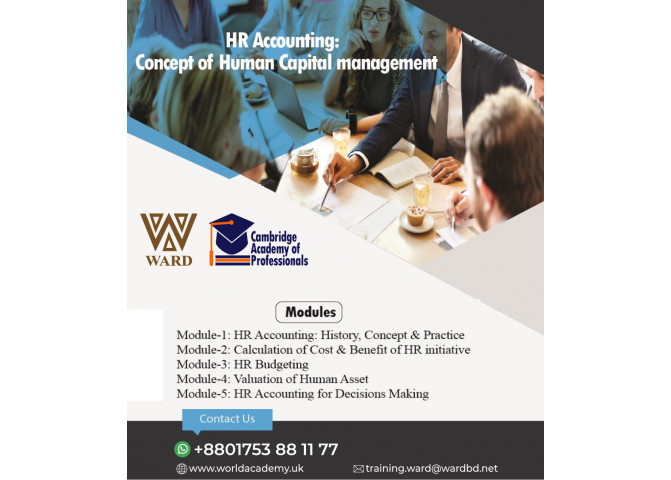 HR Accounting:
Concept of Human Capital management
WARD
Cambridge
Academy of
Professionals
Modules
Module-1: HR Accounting: History, Concept & Practice
Module-2: Calculation of Cost & Benefit of HR initiative
Module-3: HR Budgeting
Module-4: Valuation of Human Asset
Module-5: HR Accounting for Decisions Making
Contact Us
+8801753 88 11 77
www.worldacademy.uk
training.ward@wardbd.net